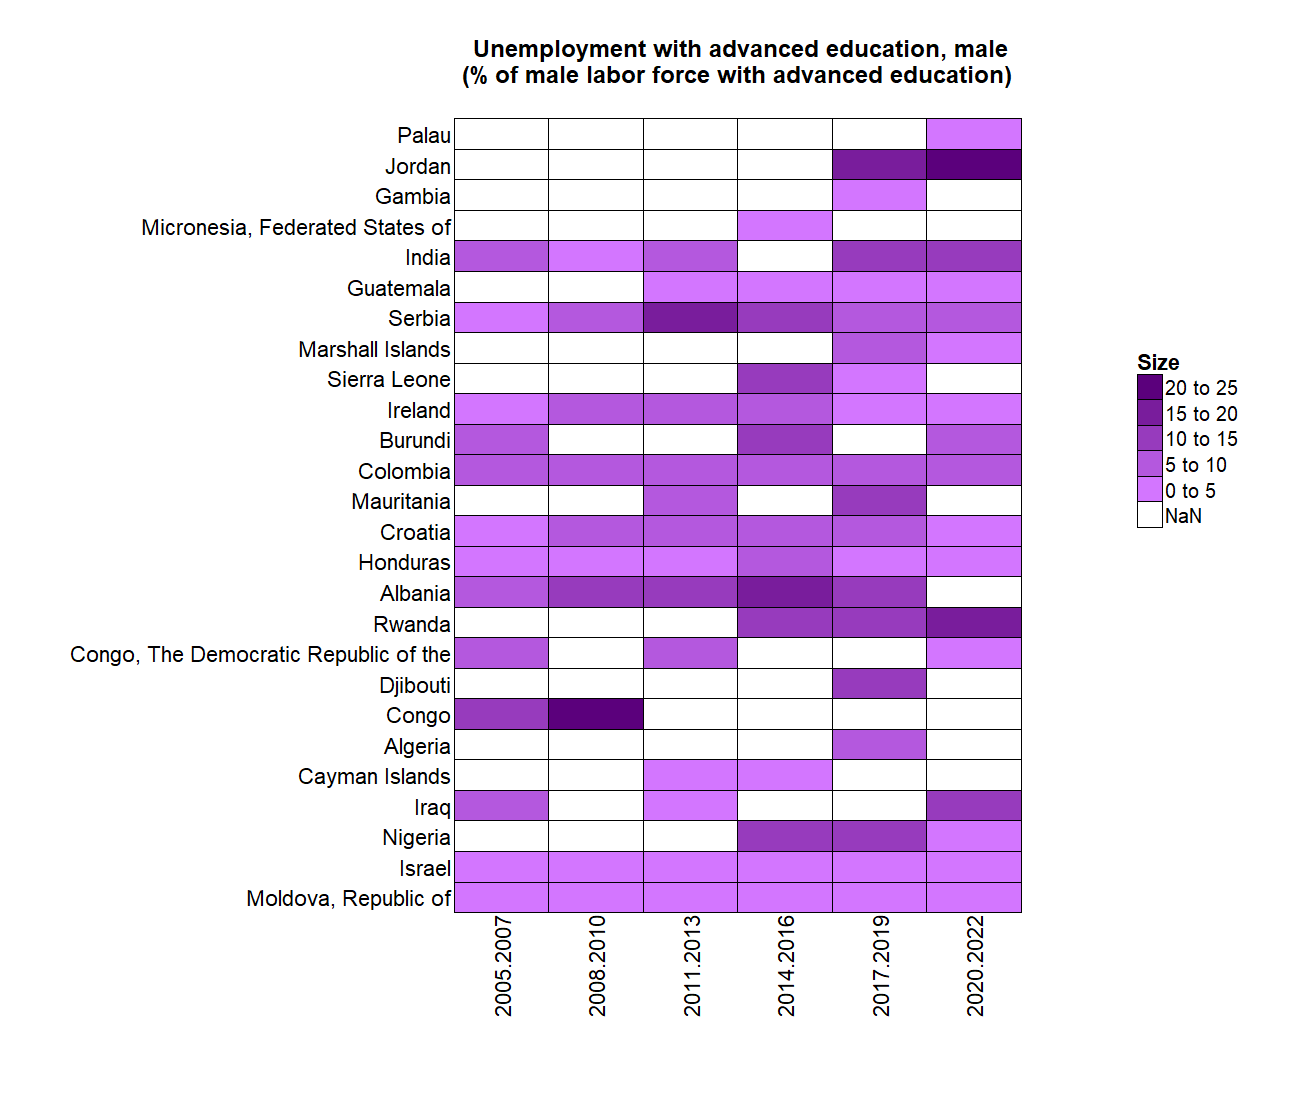 Unemployment with advanced education, male
(% of male labor force with advanced education)
Palau
Jordan
Gambia
Micronesia, Federated States of
India
Guatemala
Serbia
Marshall Islands
Sierra Leone
Ireland
Burundi
Colombia
Mauritania
Croatia
Honduras
Albania
Rwanda
Congo, The Democratic Republic of the
Djibouti
Congo
Algeria
Cayman Islands
Iraq
Nigeria
Israel
Moldova, Republic of
2005.2007
2008.2010
2011.2013
2014.2016
2017.2019
2020.2022
Size
20 to 25
15 to 20
10 to 15
5 to 10
0 to 5
NaN